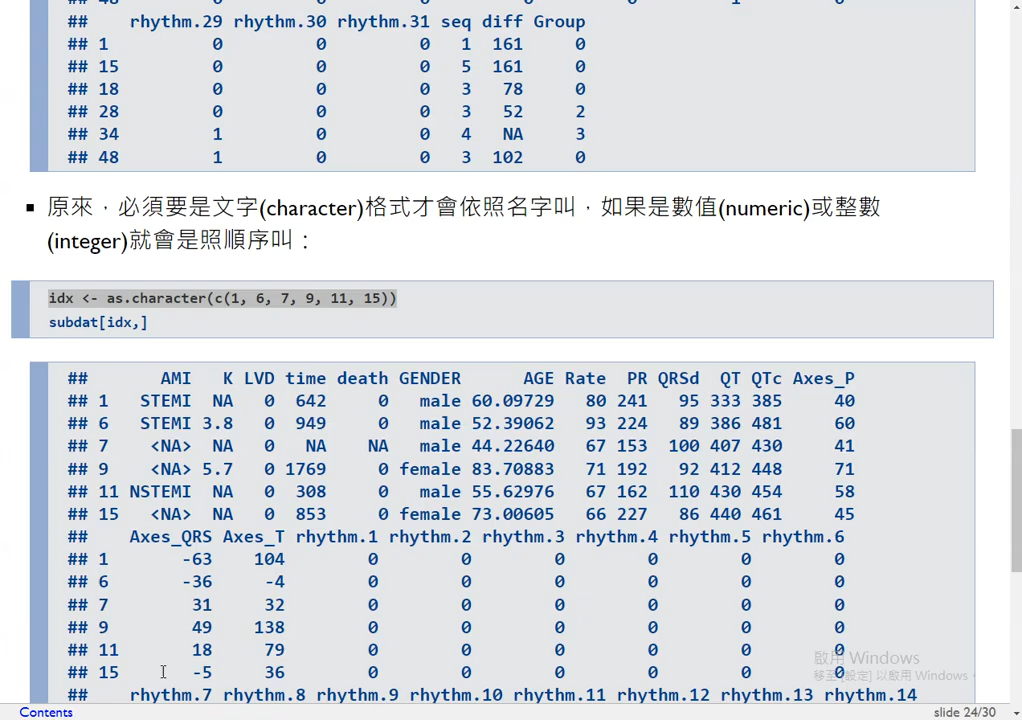 ##    rhythm.29 rhythm.30 rhythm.31 seq diff Group
## 1          0         0         0   1  161     0
## 15         0         0         0   5  161     0
## 18         0         0         0   3   78     0
## 28         0         0         0   3   52     2
## 34         1         0         0   4   NA     3
## 48         1         0         0   3  102     0
▪ 原來，必須要是文字(character)格式才會依照名字叫，如果是數值(numeric)或整數
(integer)就會是照順序叫：
idx <- as.character(c(1, 6, 7, 9, 11, 15))
subdat[idx,]
##       AMI   K LVD time death GENDER      AGE Rate  PR QRSd  QT QTc Axes_P
## 1   STEMI  NA   0  642     0   male 60.09729   80 241   95 333 385     40
## 6   STEMI 3.8   0  949     0   male 52.39062   93 224   89 386 481     60
## 7    <NA>  NA   0   NA    NA   male 44.22640   67 153  100 407 430     41
## 9    <NA> 5.7   0 1769     0 female 83.70883   71 192   92 412 448     71
## 11 NSTEMI  NA   0  308     0   male 55.62976   67 162  110 430 454     58
## 15   <NA>  NA   0  853     0 female 73.00605   66 227   86 440 461     45
##    Axes_QRS Axes_T rhythm.1 rhythm.2 rhythm.3 rhythm.4 rhythm.5 rhythm.6
## 1       -63    104        0        0        0        0        0        0
## 6       -36     -4        0        0        0        0        0        0
## 7        31     32        0        0        0        0        0        0
## 9        49    138        0        0        0        0        0        0
## 11       18     79        0        0        0        0        0        0
## 15       -5     36        0        0        0        0        0        0
##    rhythm.7 rhythm.8 rhythm.9 rhythm.10 rhythm.11 rhythm.12 rhythm.13 rhythm.14
啟用 Windows
移至 [設定] 以啟用 Windows。
Contents
slide 24/30